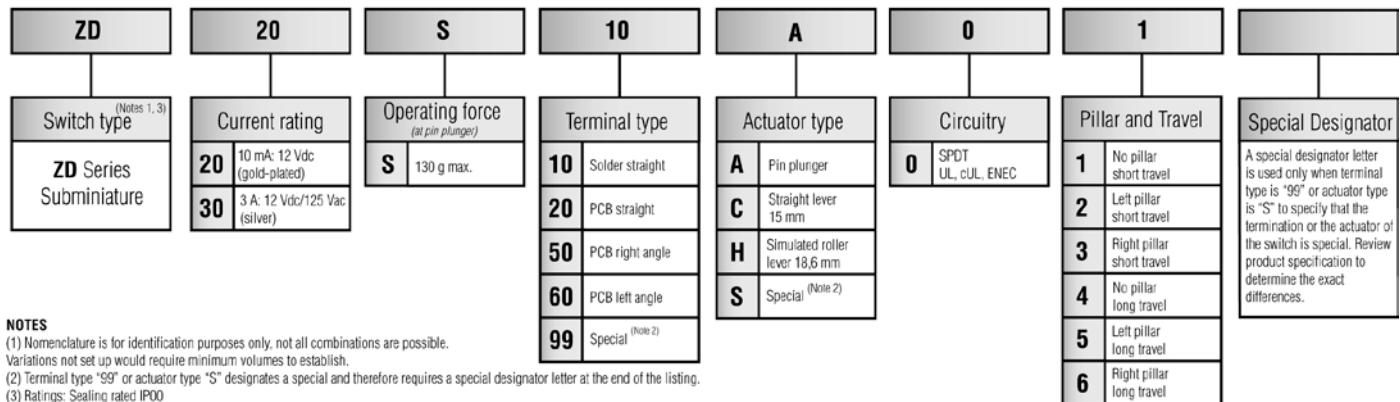 ZD 20 S 10 A 0 1
Switch type (Notes 1, 3)
ZD Series
Subminiature
Current rating
20 10 mA: 12 Vdc
(gold-plated)
30 3 A: 12 Vdc/125 Vac
(silver)
Operating force
(at pin plunger)
S 130 g max.
Terminal type
10 Solder straight
20 PCB straight
50 PCB right angle
60 PCB left angle
99 Special (Note 2)
Actuator type
A Pin plunger
C Straight lever
15 mm
H Simulated roller
lever 18,6 mm
S Special (Note 2)
Circuitry
0 SPDT
UL, cUL, ENEC
Pillar and Travel
1 No pillar
short travel
2 Left pillar
short travel
3 Right pillar
short travel
4 No pillar
long travel
5 Left pillar
long travel
6 Right pillar
long travel
Special Designator
A special designator letter
is used only when terminal
type is "99" or actuator type
is "S" to specify that the
termination or the actuator of
the switch is special. Review
product specification to
determine the exact
differences.
NOTES
(1) Nomenclature is for identification purposes only, not all combinations are possible.
Variations not set up would require minimum volumes to establish.
(2) Terminal type "99" or actuator type "S" designates a special and therefore requires a special designator letter at the end of the listing.
(3) Ratings: Sealing rated IP00